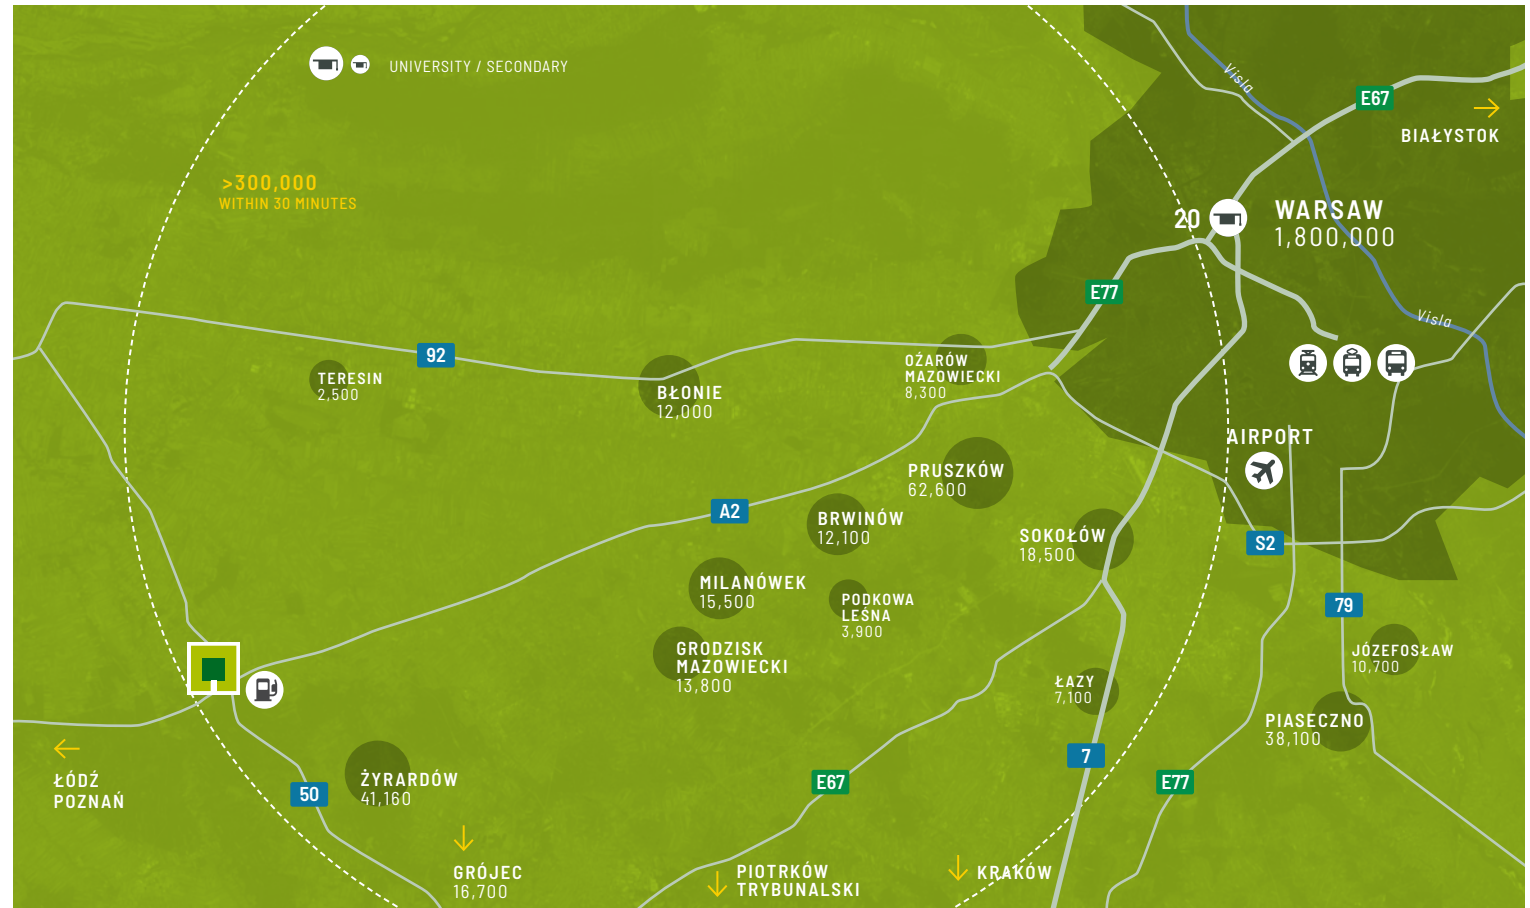 UNIVERSITY / SECONDARY
Visla
E67
BIAŁYSTOK
>300,000
WITHIN 30 MINUTES
20
WARSAW
1,800,000
E77
Visla
92
TERESIN
2,500
BŁONIE
12,000
OŹARÓW
MAZOWIECKI
8,300
AIRPORT
PRUSZKÓW
62,600
A2
BRWINÓW
12,100
SOKOŁÓW
18,500
S2
MILANÓWEK
15,500
PODKOWA
LEŚNA
3,900
79
GRODZISK
MAZOWIECKI
13,800
JÓZEFOSŁAW
10,700
ŁAZY
7,100
PIASECZNO
38,100
7
ŁÓDŹ
POZNAŃ
50
ŻYRARDÓW
41,160
E67
E77
GRÓJEC
16,700
PIOTRKÓW
TRYBUNALSKI
KRAKÓW